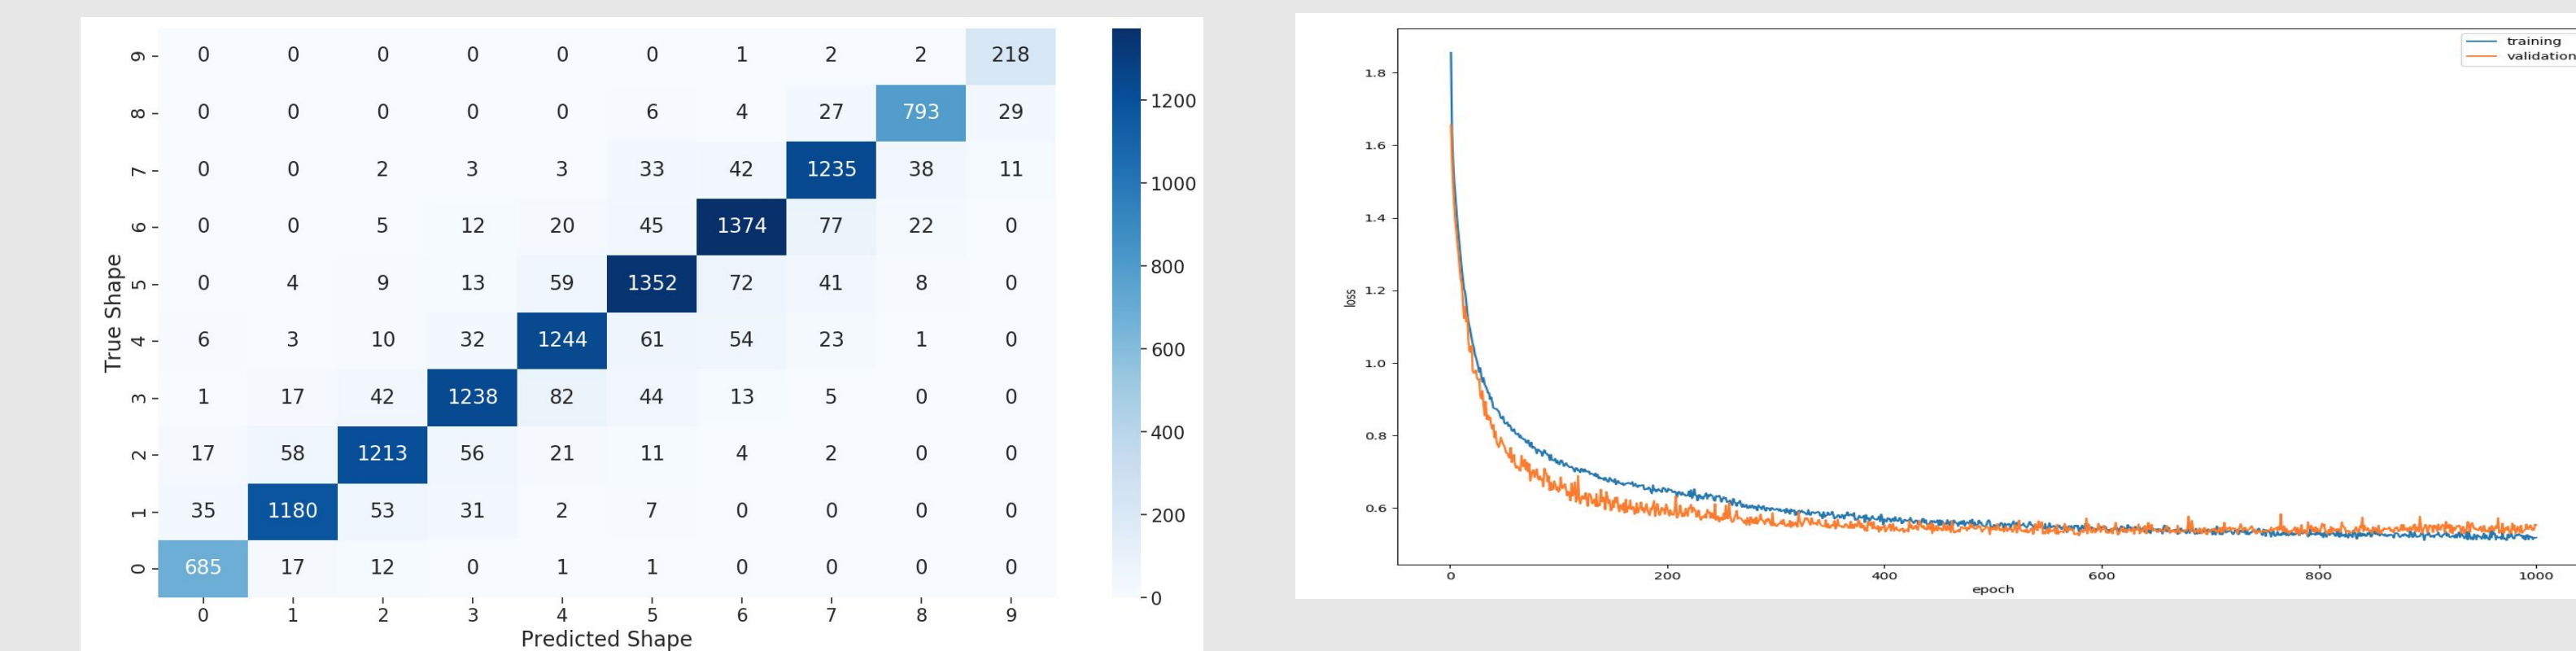 9 0 0 0 0 0 0 1 2 2 218
8 0 0 0 0 0 6 4 27 793 29
7 0 0 2 3 3 33 42 1235 38 11
6 0 0 5 12 20 45 1374 77 22 0
5 0 4 9 13 59 1352 72 41 8 0
4 6 3 10 32 1244 61 54 23 1 0
3 1 17 42 1238 82 44 13 5 0 0
2 17 58 1213 56 21 11 4 2 0 0
1 35 1180 53 31 2 7 0 0 0 0
0 685 17 12 0 1 1 0 0 0 0
0 1 2 3 4 5 6 7 8 9
Predicted Shape
True Shape
1200
1000
800
600
400
200
0
training
validation
1.8
1.6
1.4
1.2
1.0
0.8
0.6
loss
0 200 400 600 800 1000
epoch